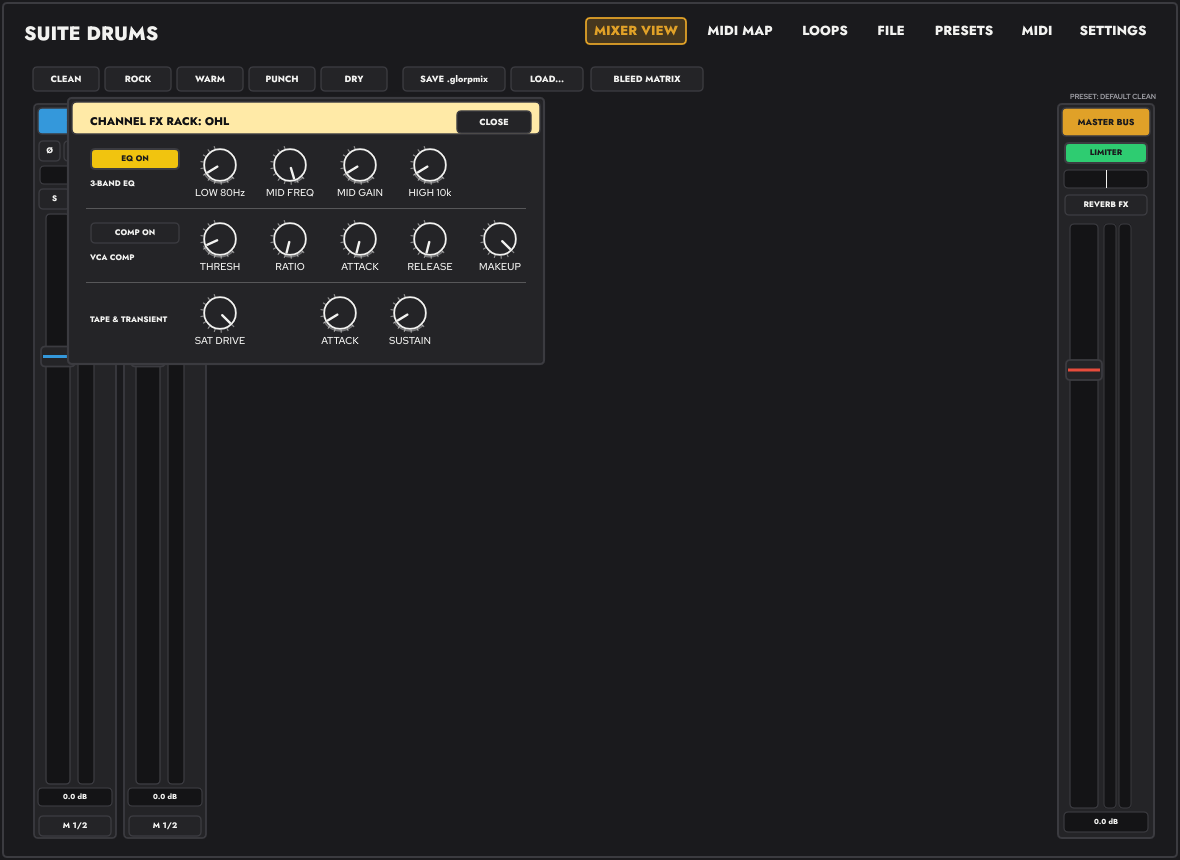 SUITE DRUMS
MIXER VIEW MIDI MAP LOOPS FILE PRESETS MIDI SETTINGS
CLEAN ROCK WARM PUNCH DRY SAVE .glorpmix LOAD... BLEED MATRIX
PRESET: DEFAULT CLEAN
CHANNEL FX RACK: OHL CLOSE
MASTER BUS
Ø
EQ ON
LIMITER
3-BAND EQ
LOW 80Hz MID FREQ MID GAIN HIGH 10k
S
REVERB FX
COMP ON
VCA COMP
THRESH RATIO ATTACK RELEASE MAKEUP
TAPE & TRANSIENT
SAT DRIVE ATTACK SUSTAIN
0.0 dB 0.0 dB
M 1/2 M 1/2
0.0 dB